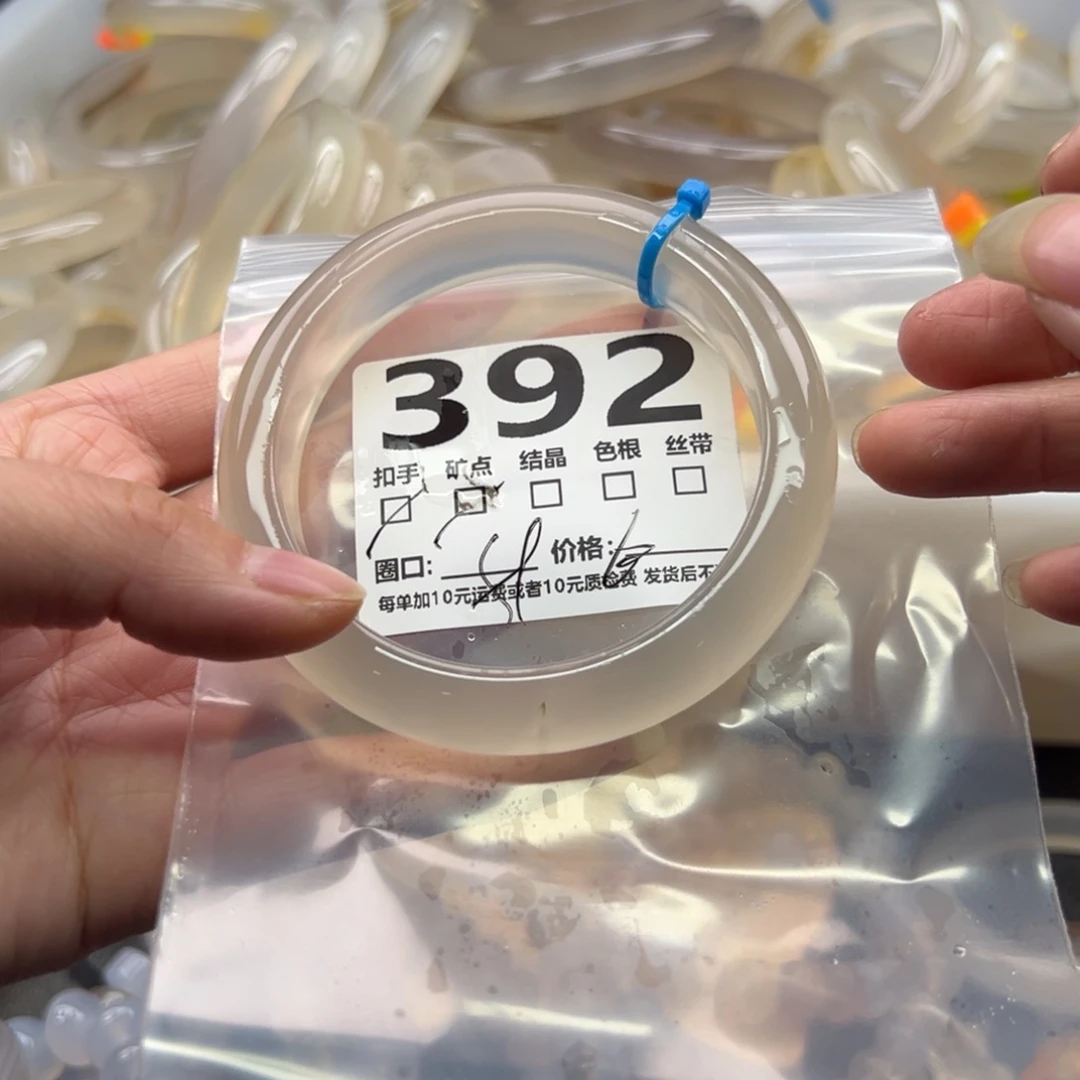 392
扣手 矿点 结晶 色根 丝带
圈口: 价格:
每单加10元运费或者10元质检费 发货后不